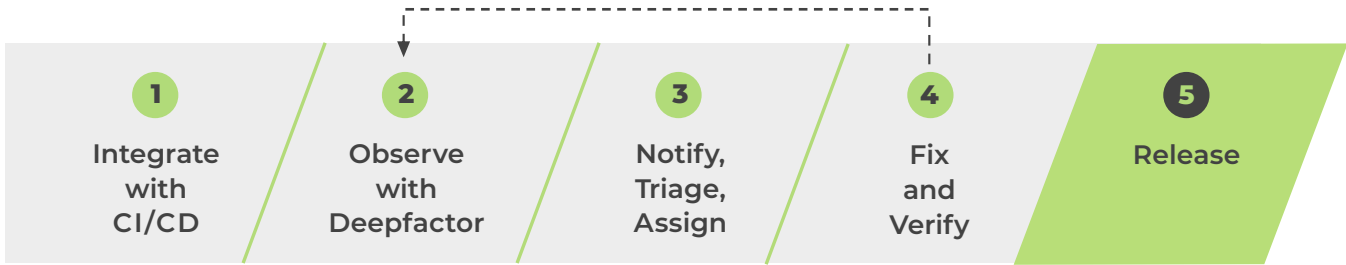 1
Integrate
with
CI/CD
2
Observe
with
Deepfactor
3
Notify,
Triage,
Assign
4
Fix
and
Verify
5
Release